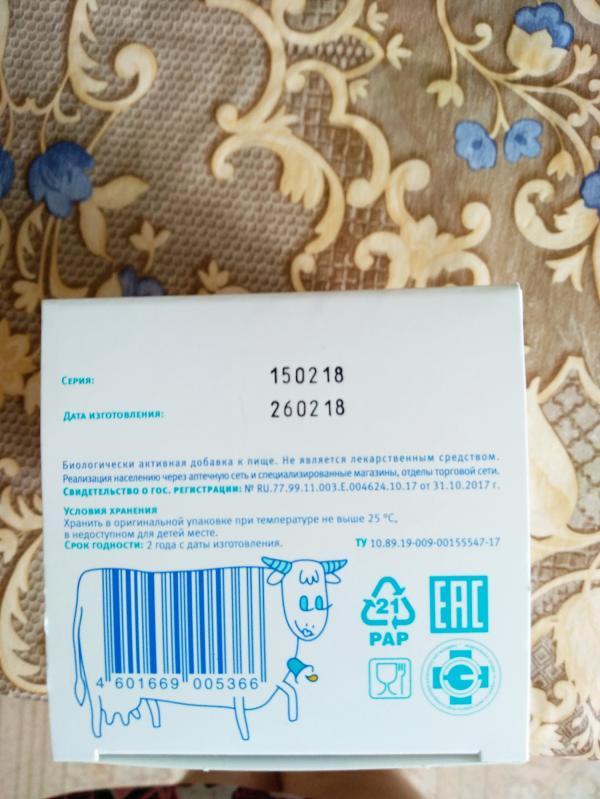 Серия: 150218
Дата изготовления: 260218
Биологически активная добавка к пище. Не является лекарственным средством.
Реализация населению через аптечную сеть и специализированные магазины, отделы торговой сети.
Свидетельство о гос. регистрации: № RU.77.99.11.003.E.004624.10.17 от 31.10.2017 г.
Условия хранения
Хранить в оригинальной упаковке при температуре не выше 25 °С,
в недоступном для детей месте.
Срок годности: 2 года с даты изготовления. ТУ 10.89.19-009-00155547-17
4 601669 005366
21
PAP
EAC